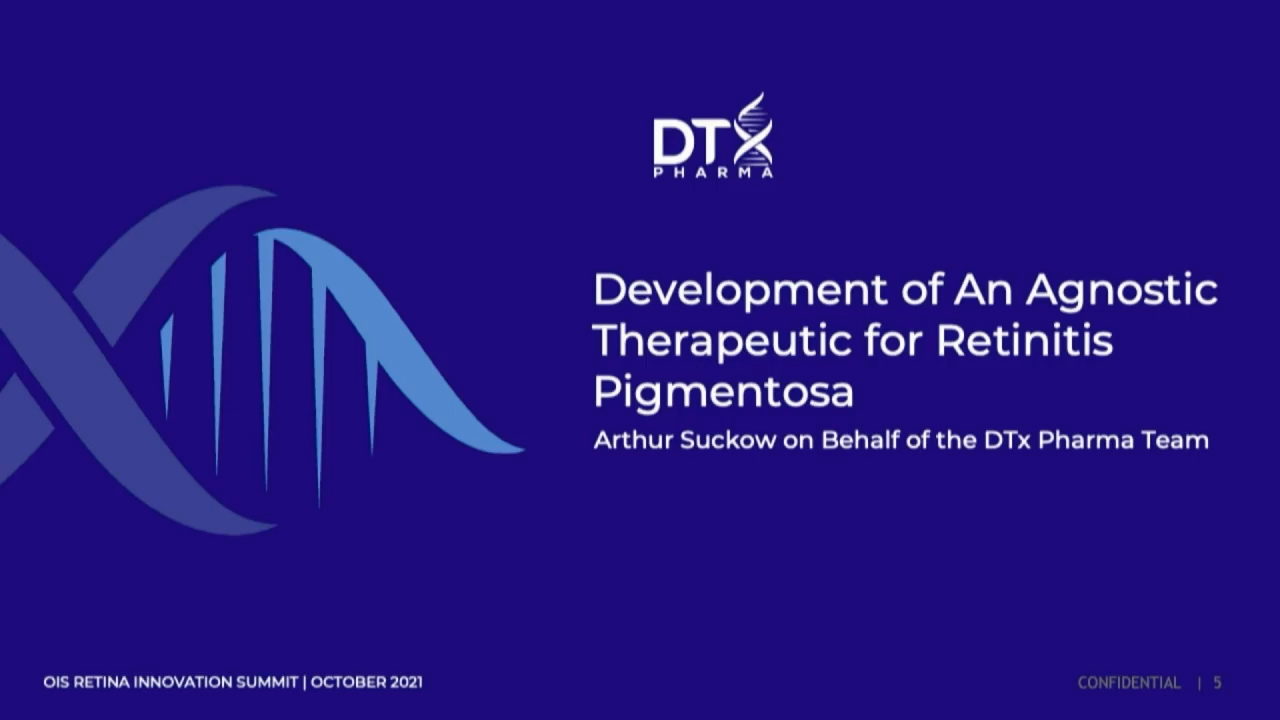 DTX
PHARMA
Development of An Agnostic
Therapeutic for Retinitis
Pigmentosa
Arthur Suckow on Behalf of the DTx Pharma Team
OIS RETINA INNOVATION SUMMIT | OCTOBER 2021
CONFIDENTIAL | 5